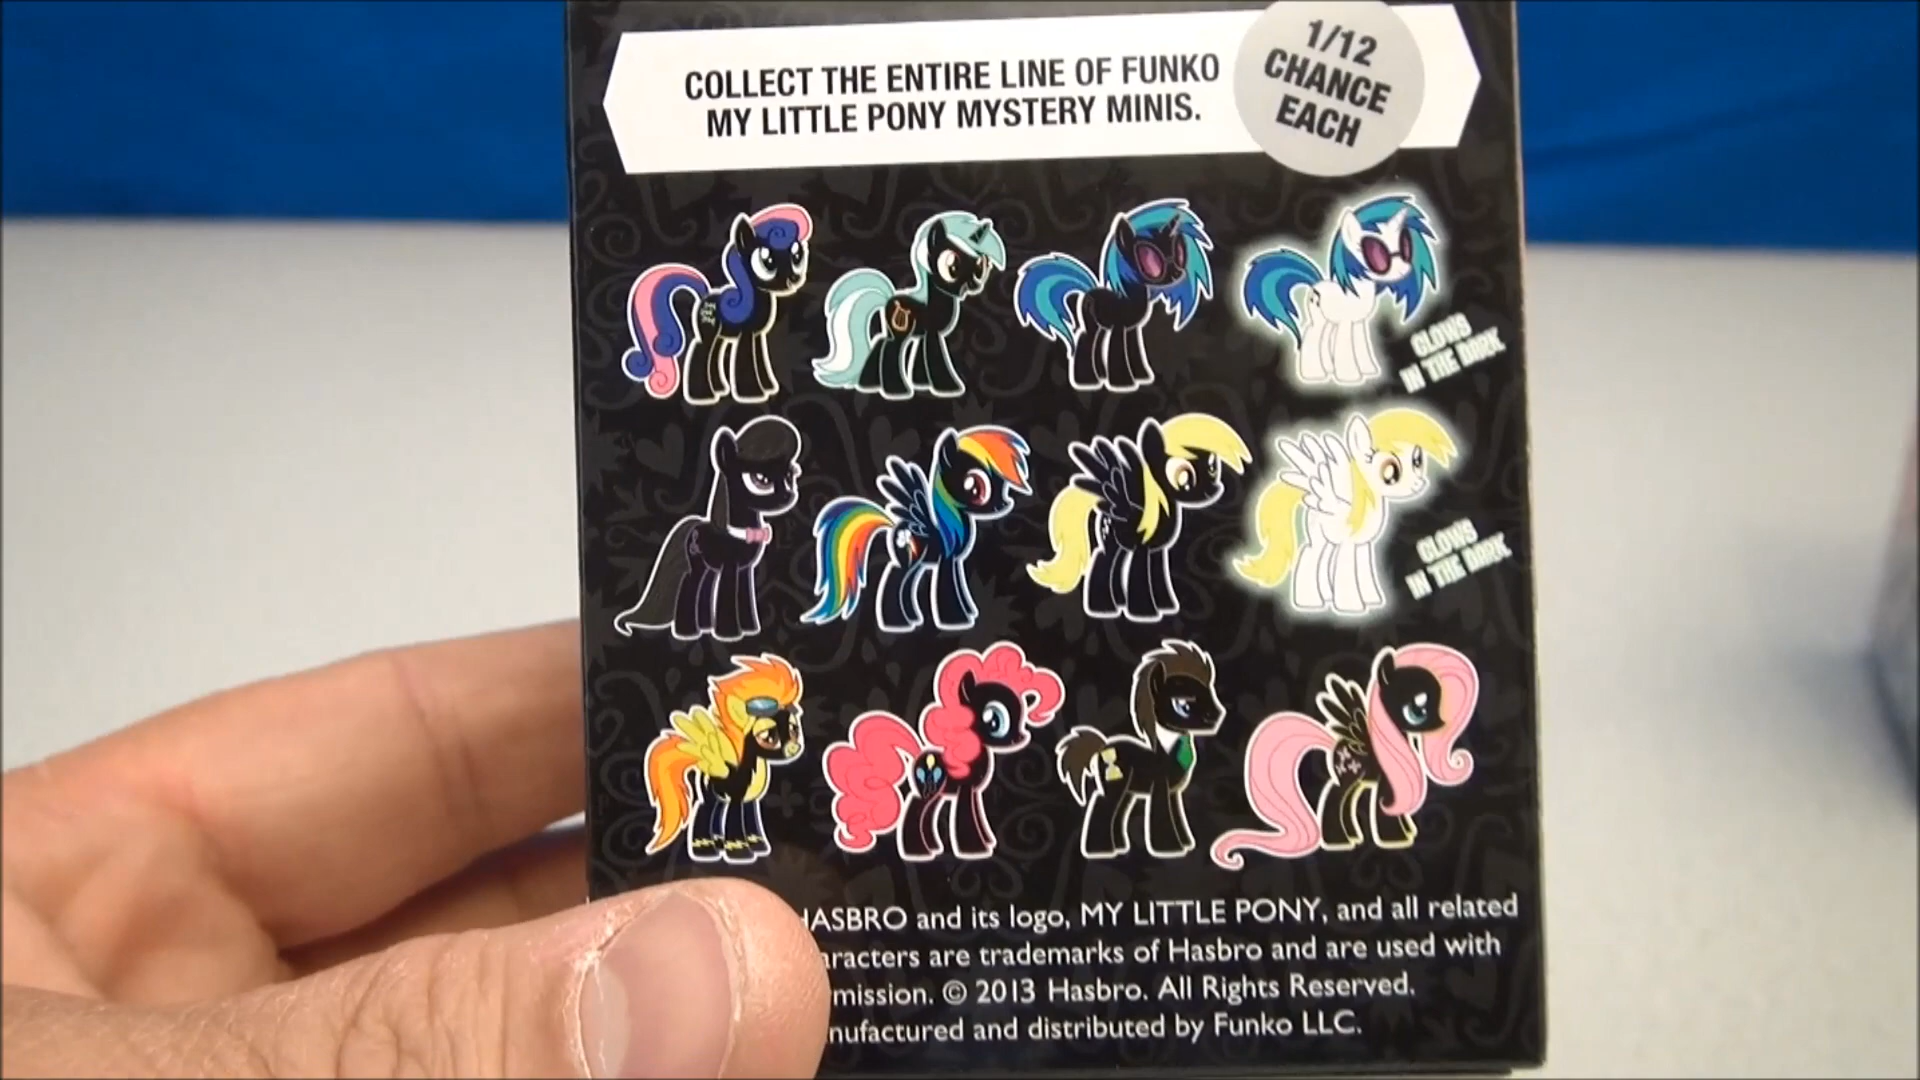 COLLECT THE ENTIRE LINE OF FUNKO
MY LITTLE PONY MYSTERY MINIS.
1/12
CHANCE
EACH
GLOWS
IN THE DARK
GLOWS
IN THE DARK
HASBRO and its logo, MY LITTLE PONY, and all related
aracters are trademarks of Hasbro and are used with
mission. © 2013 Hasbro. All Rights Reserved.
nufactured and distributed by Funko LLC.